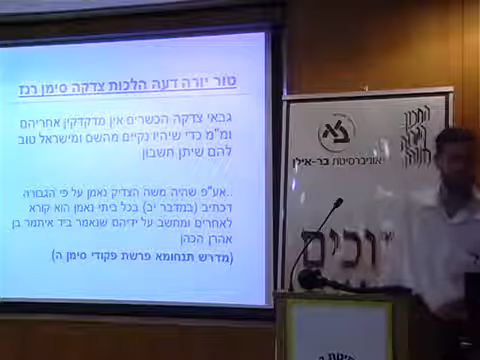 טור יורה דעה הלכות צדקה סימן רנז
גבאי צדקה הכשרים אין מדקדקין אחריהם
ומ"מ כדי שיהיו נקיים מהשם ומישראל טוב
להם שיתן חשבון
..אע"פ שהיה משה הצדיק נאמן על פי הגבורה
דכתיב (במדבר יב) בכל ביתי נאמן הוא קורא
לאחרים ומחשב על ידיהם שנאמר ביד איתמר בן
אהרן הכהן
(מדרש תנחומא פרשת פקודי סימן ה)
אוניברסיטת בר-אילן
המכון
וכים